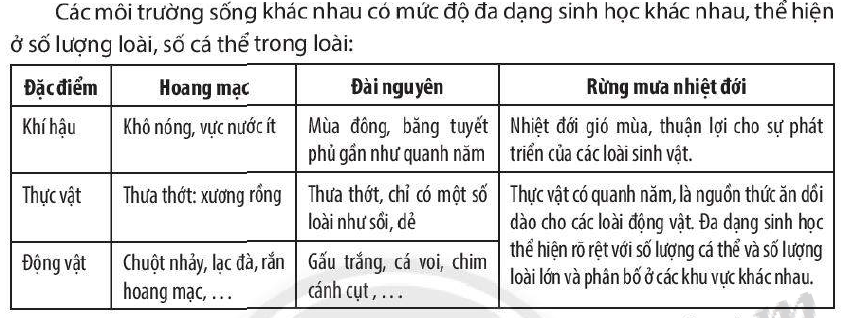 Các môi trường sống khác nhau có mức độ đa dạng sinh học khác nhau, thể hiện
ở số lượng loài, số cá thể trong loài:
Đặc điểm Hoang mạc Đài nguyên Rừng mưa nhiệt đới
Khí hậu Khô nóng, vực nước ít Mùa đông, băng tuyết Nhiệt đới gió mùa, thuận lợi cho sự phát
phủ gần như quanh năm triển của các loài sinh vật.
Thực vật Thưa thớt: xương rồng Thưa thớt, chỉ có một số Thực vật có quanh năm, là nguồn thức ăn dồi
loài như sồi, dẻ dào cho các loài động vật. Đa dạng sinh học
Động vật Chuột nhảy, lạc đà, rắn Gấu trắng, cá voi, chim thể hiện rõ rệt với số lượng cá thể và số lượng
hoang mạc, … cánh cụt , … loài lớn và phân bố ở các khu vực khác nhau.